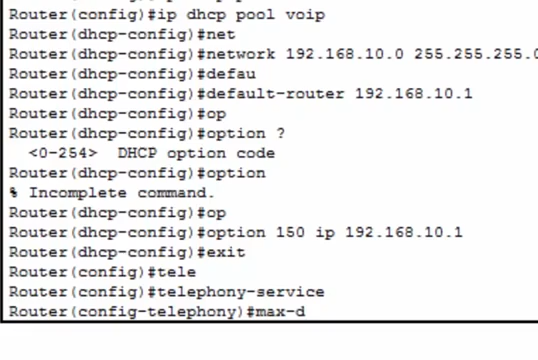 Router(config)#ip dhcp pool voip
Router(dhcp-config)#net
Router(dhcp-config)#network 192.168.10.0 255.255.255.0
Router(dhcp-config)#defau
Router(dhcp-config)#default-router 192.168.10.1
Router(dhcp-config)#op
Router(dhcp-config)#option ?
<0-254> DHCP option code
Router(dhcp-config)#option
% Incomplete command.
Router(dhcp-config)#op
Router(dhcp-config)#option 150 ip 192.168.10.1
Router(dhcp-config)#exit
Router(config)#tele
Router(config)#telephony-service
Router(config-telephony)#max-d